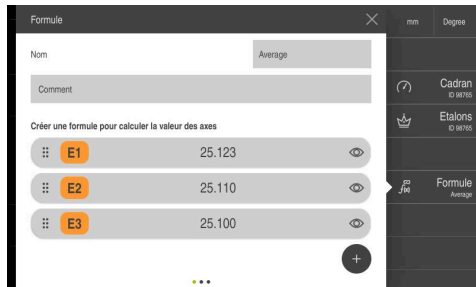 Formule
mm
Degree
Nom
Average
Comment
Cadran
ID 98765
Etalons
ID 98765
Créer une formule pour calculer la valeur des axes
E1
25.123
E2
25.110
Formule
Average
f(x)
E3
25.100
+